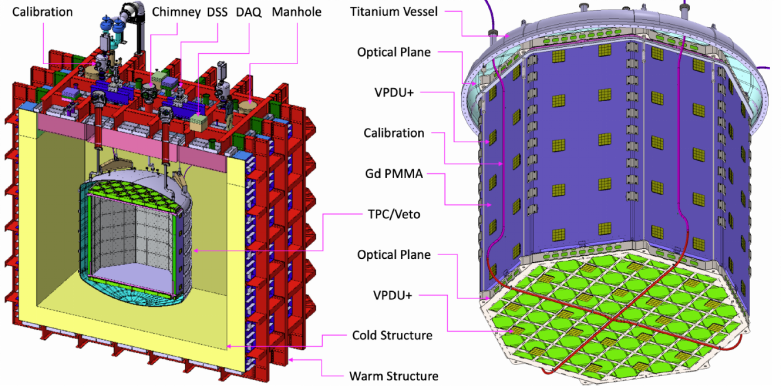 Calibration
Chimney
DSS
DAQ
Manhole
Titanium Vessel
Optical Plane
VPDU+
Calibration
Gd PMMA
TPC/Veto
Optical Plane
VPDU+
Cold Structure
Warm Structure